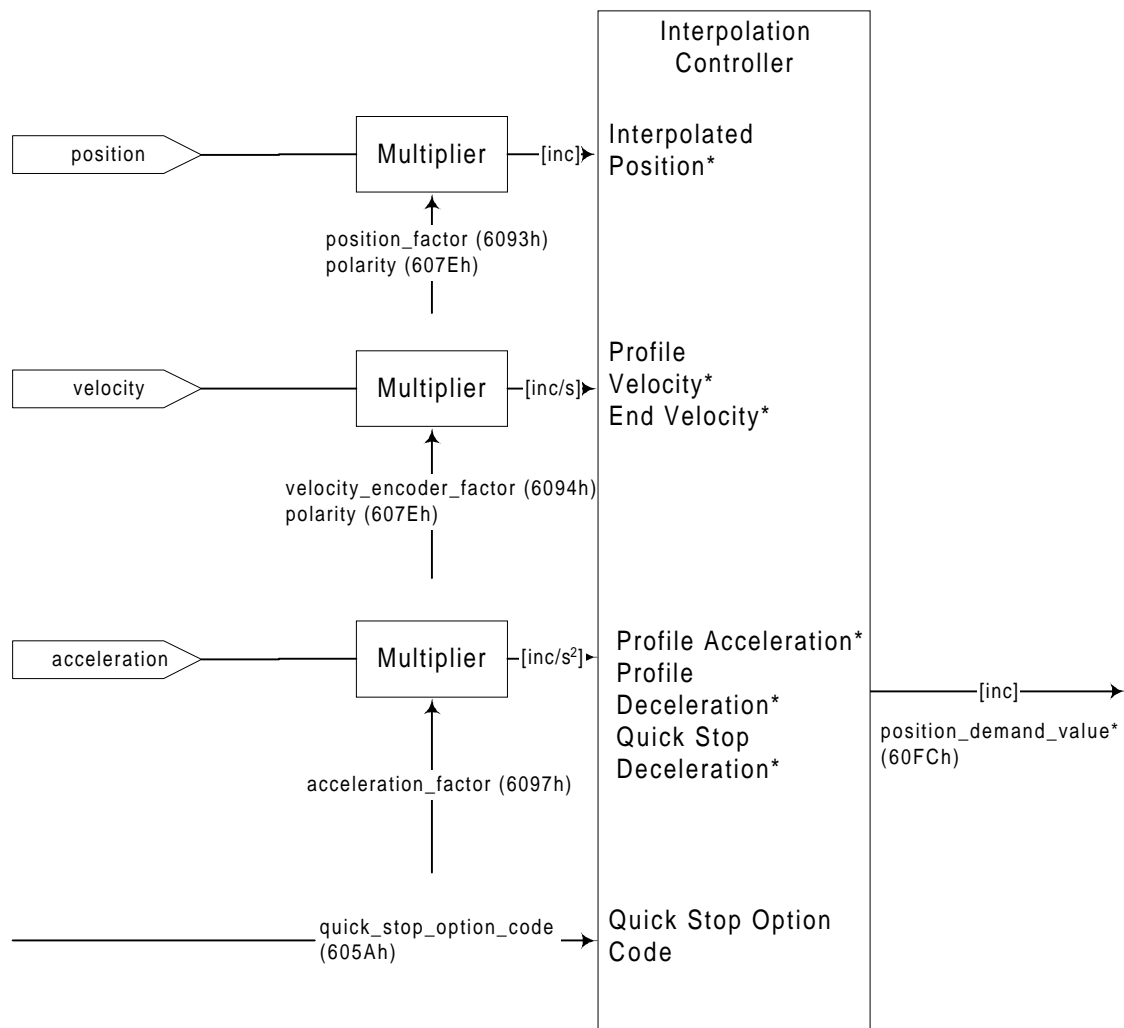 Interpolation
Controller
position
Multiplier
[inc]
Interpolated
Position*
position_factor (6093h)
polarity (607Eh)
velocity
Multiplier
[inc/s]
Profile
Velocity*
End Velocity*
velocity_encoder_factor (6094h)
polarity (607Eh)
acceleration
Multiplier
[inc/s²]
Profile Acceleration*
Profile
Deceleration*
Quick Stop
Deceleration*
[inc]
position_demand_value*
(60FCh)
acceleration_factor (6097h)
quick_stop_option_code
(605Ah)
Quick Stop Option
Code